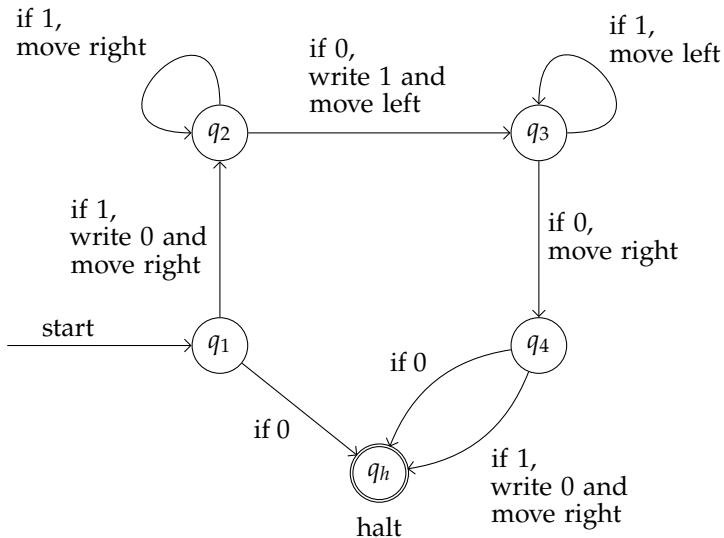 if 1,
move right
if 0,
write 1 and
move left
if 1,
move left
q2
q3
if 1,
write 0 and
move right
if 0,
move right
start
q1
q4
if 0
if 0
qh
if 1,
write 0 and
move right
halt